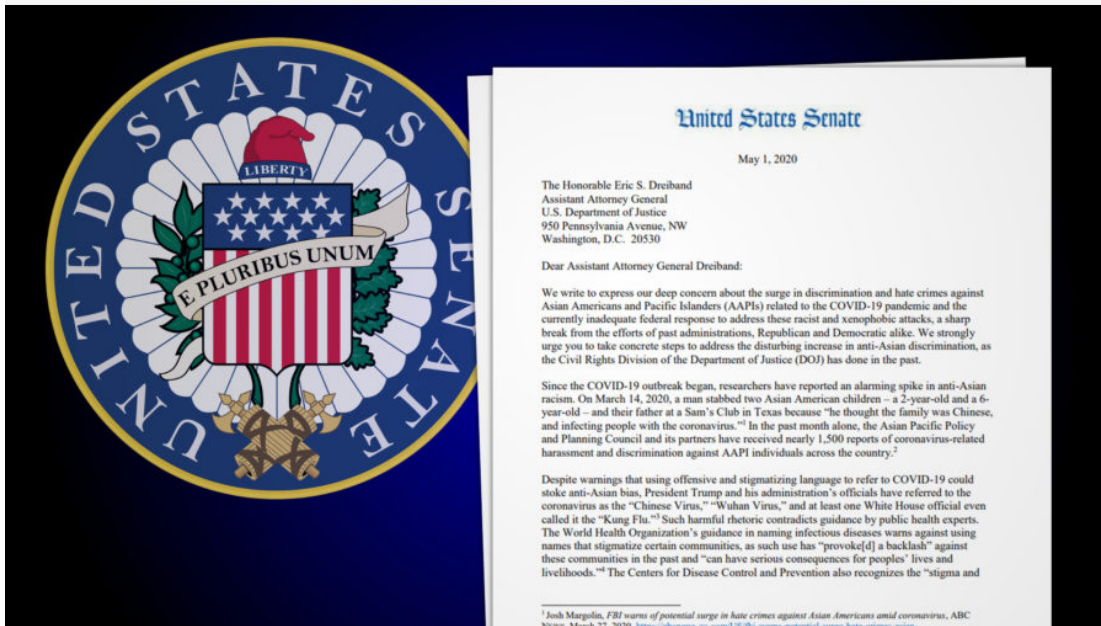 UNITED STATES SENATE
LIBERTY
E PLURIBUS UNUM
United States Senate
May 1, 2020
The Honorable Eric S. Dreiband
Assistant Attorney General
U.S. Department of Justice
950 Pennsylvania Avenue, NW
Washington, D.C. 20530
Dear Assistant Attorney General Dreiband:
We write to express our deep concern about the surge in discrimination and hate crimes against
Asian Americans and Pacific Islanders (AAPIs) related to the COVID-19 pandemic and the
currently inadequate federal response to address these racist and xenophobic attacks, a sharp
break from the efforts of past administrations, Republican and Democratic alike. We strongly
urge you to take concrete steps to address the disturbing increase in anti-Asian discrimination, as
the Civil Rights Division of the Department of Justice (DOJ) has done in the past.
Since the COVID-19 outbreak began, researchers have reported an alarming spike in anti-Asian
racism. On March 14, 2020, a man stabbed two Asian American children – a 2-year-old and a 6-
year-old – and their father at a Sam's Club in Texas because “he thought the family was Chinese,
and infecting people with the coronavirus.”1 In the past month alone, the Asian Pacific Policy
and Planning Council and its partners have received nearly 1,500 reports of coronavirus-related
harassment and discrimination against AAPI individuals across the country.2
Despite warnings that using offensive and stigmatizing language to refer to COVID-19 could
stoke anti-Asian bias, President Trump and his administration's officials have referred to the
coronavirus as the “Chinese Virus,” “Wuhan Virus,” and at least one White House official even
called it the “Kung Flu.”3 Such harmful rhetoric contradicts guidance by public health experts.
The World Health Organization's guidance in naming infectious diseases warns against using
names that stigmatize certain communities, as such use has “provoke[d] a backlash” against
these communities in the past and “can have serious consequences for peoples' lives and
livelihoods.”4 The Centers for Disease Control and Prevention also recognizes the “stigma and
1 Josh Margolin, FBI warns of potential surge in hate crimes against Asian Americans amid coronavirus, ABC